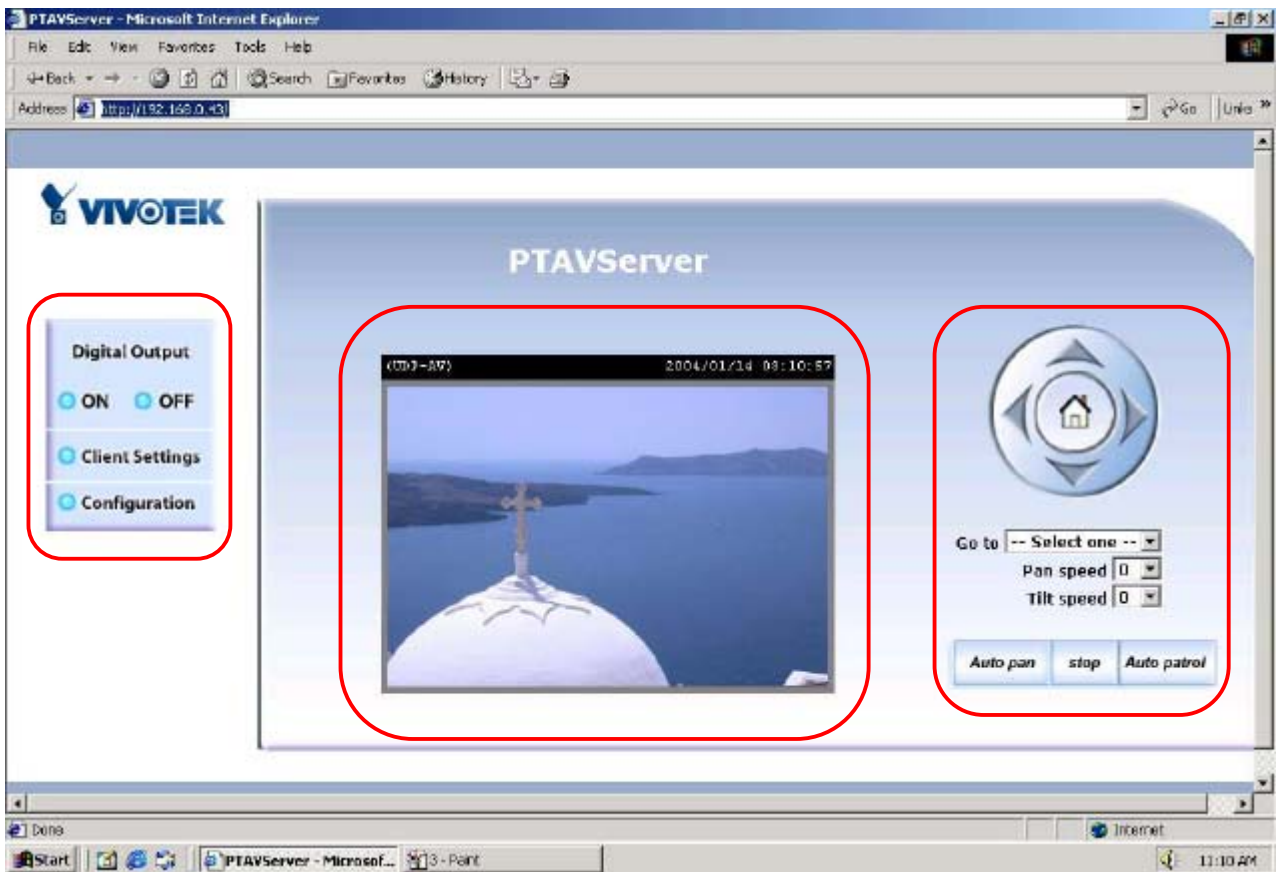 PTAVServer - Microsoft Internet Explorer
File Edit View Favorites Tools Help
Back Search Favorites History
Address http://192.168.0.43/ Go Links »
VIVOTEK
PTAVServer
Digital Output
ON OFF
Client Settings
Configuration
(UDP-AV) 2004/01/14 08:10:57
Go to -- Select one --
Pan speed 0
Tilt speed 0
Auto pan stop Auto patrol
Done Internet
Start PTAVServer - Microsof... 3 - Paint 11:10 AM